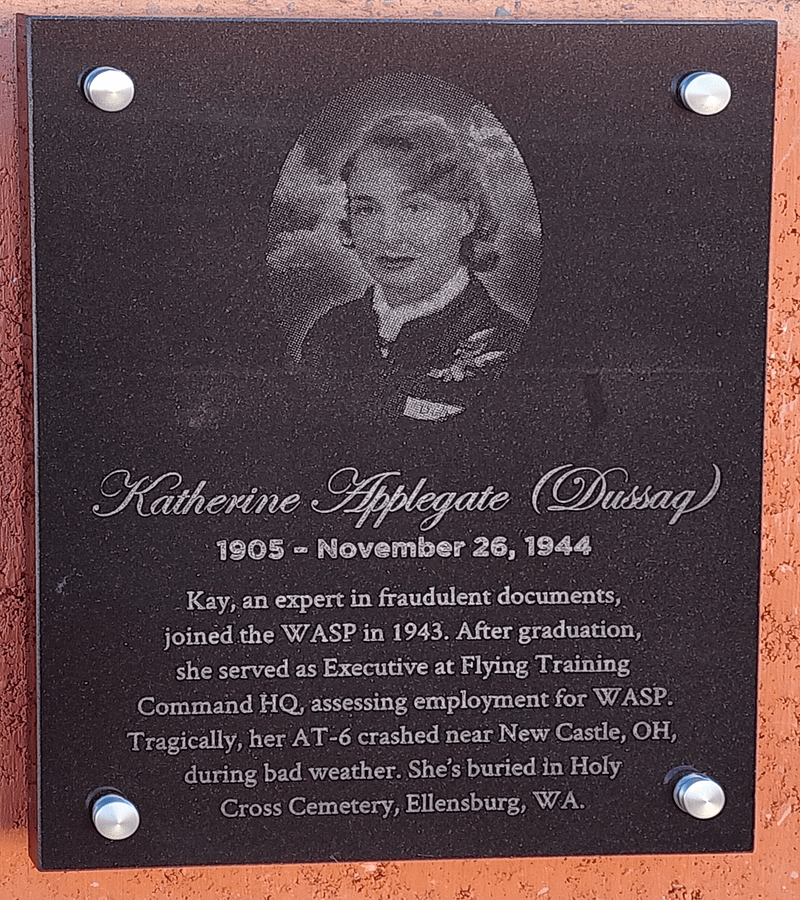 Katherine Applegate (Dussaq)
1905 – November 26, 1944
Kay, an expert in fraudulent documents,
joined the WASP in 1943. After graduation,
she served as Executive at Flying Training
Command HQ, assessing employment for WASP.
Tragically, her AT-6 crashed near New Castle, OH,
during bad weather. She's buried in Holy
Cross Cemetery, Ellensburg, WA.